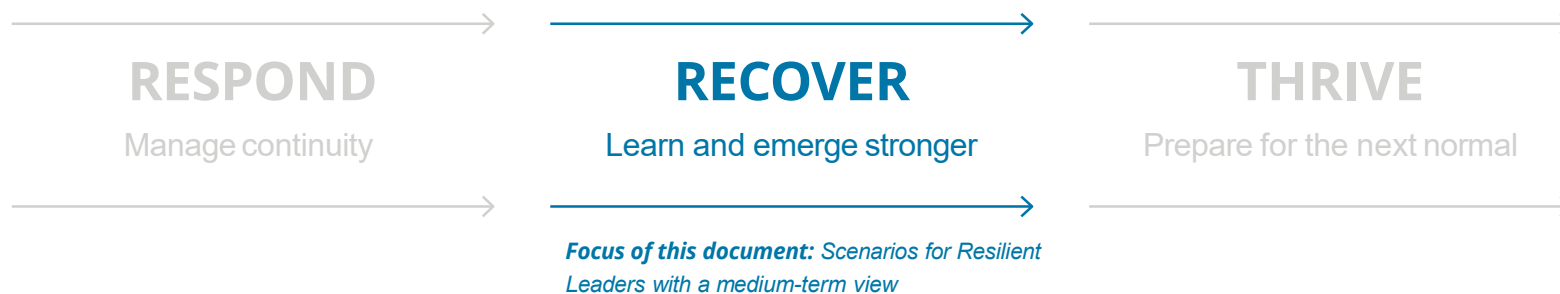 RESPOND
Manage continuity
RECOVER
Learn and emerge stronger
THRIVE
Prepare for the next normal
Focus of this document: Scenarios for Resilient
Leaders with a medium-term view